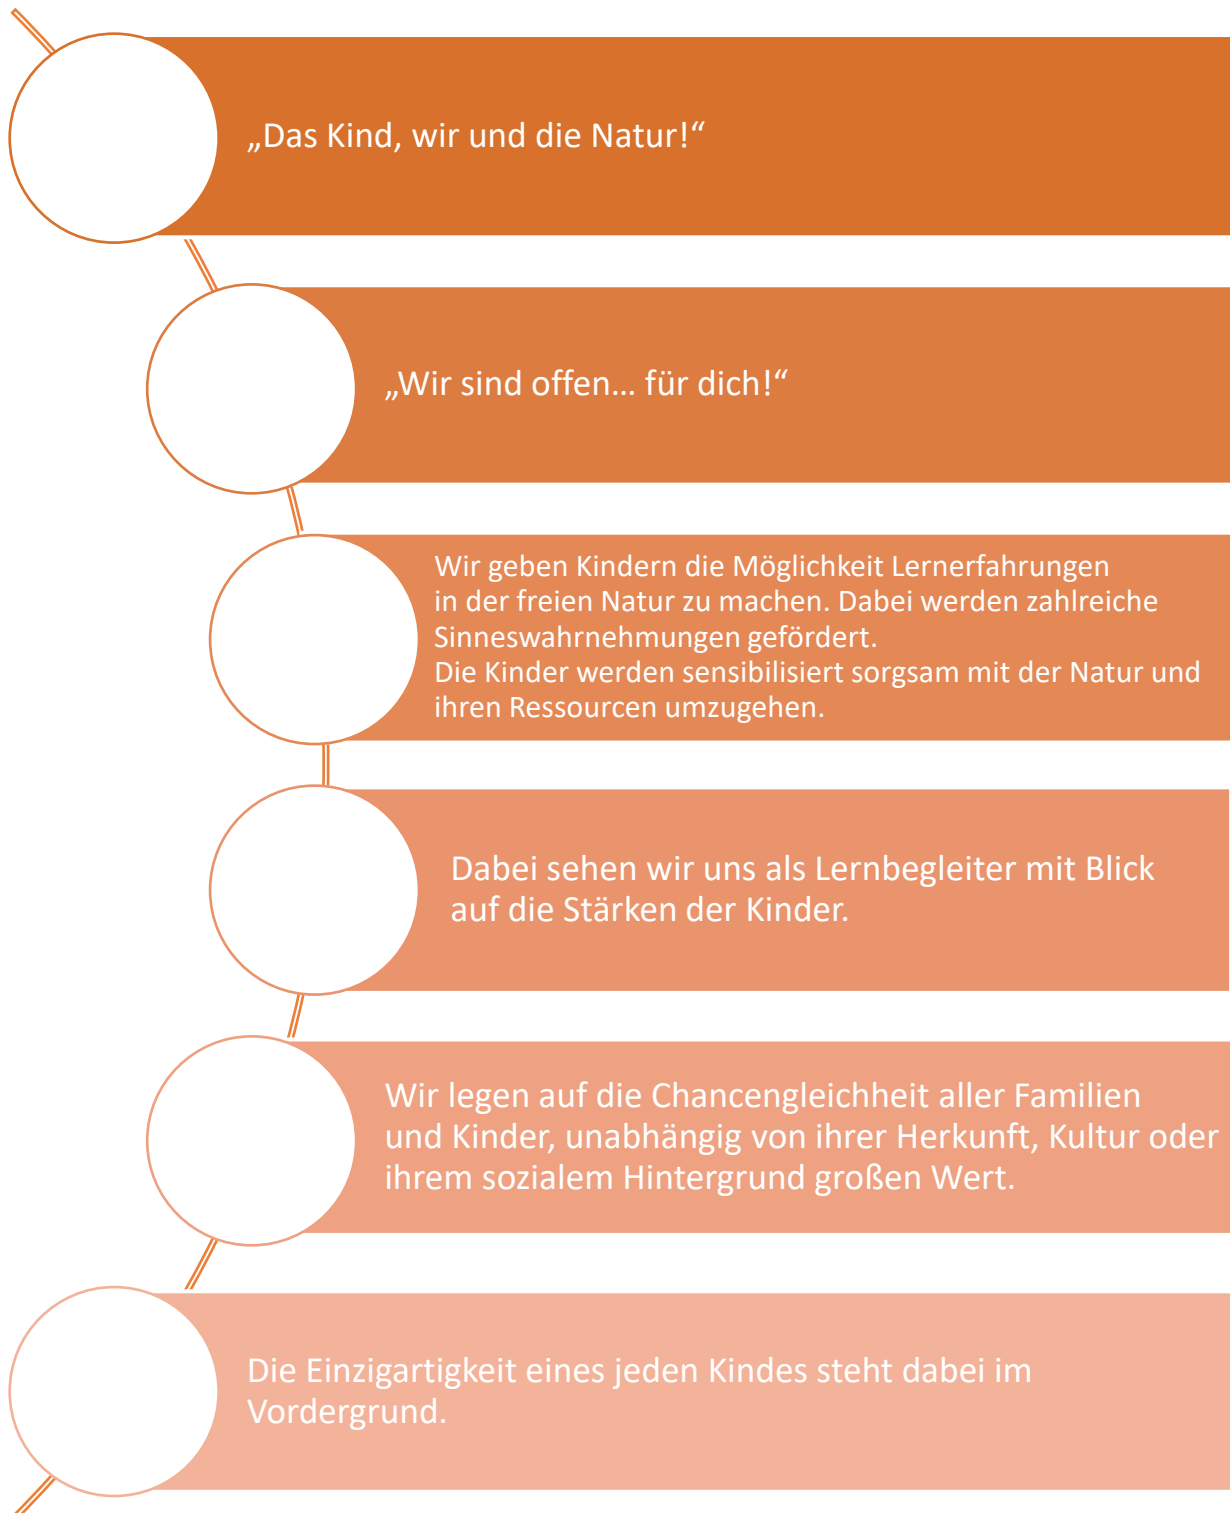 „Das Kind, wir und die Natur!“
„Wir sind offen... für dich!“
Wir geben Kindern die Möglichkeit Lernerfahrungen
in der freien Natur zu machen. Dabei werden zahlreiche
Sinneswahrnehmungen gefördert.
Die Kinder werden sensibilisiert sorgsam mit der Natur und
ihren Ressourcen umzugehen.
Dabei sehen wir uns als Lernbegleiter mit Blick
auf die Stärken der Kinder.
Wir legen auf die Chancengleichheit aller Familien
und Kinder, unabhängig von ihrer Herkunft, Kultur oder
ihrem sozialem Hintergrund großen Wert.
Die Einzigartigkeit eines jeden Kindes steht dabei im
Vordergrund.